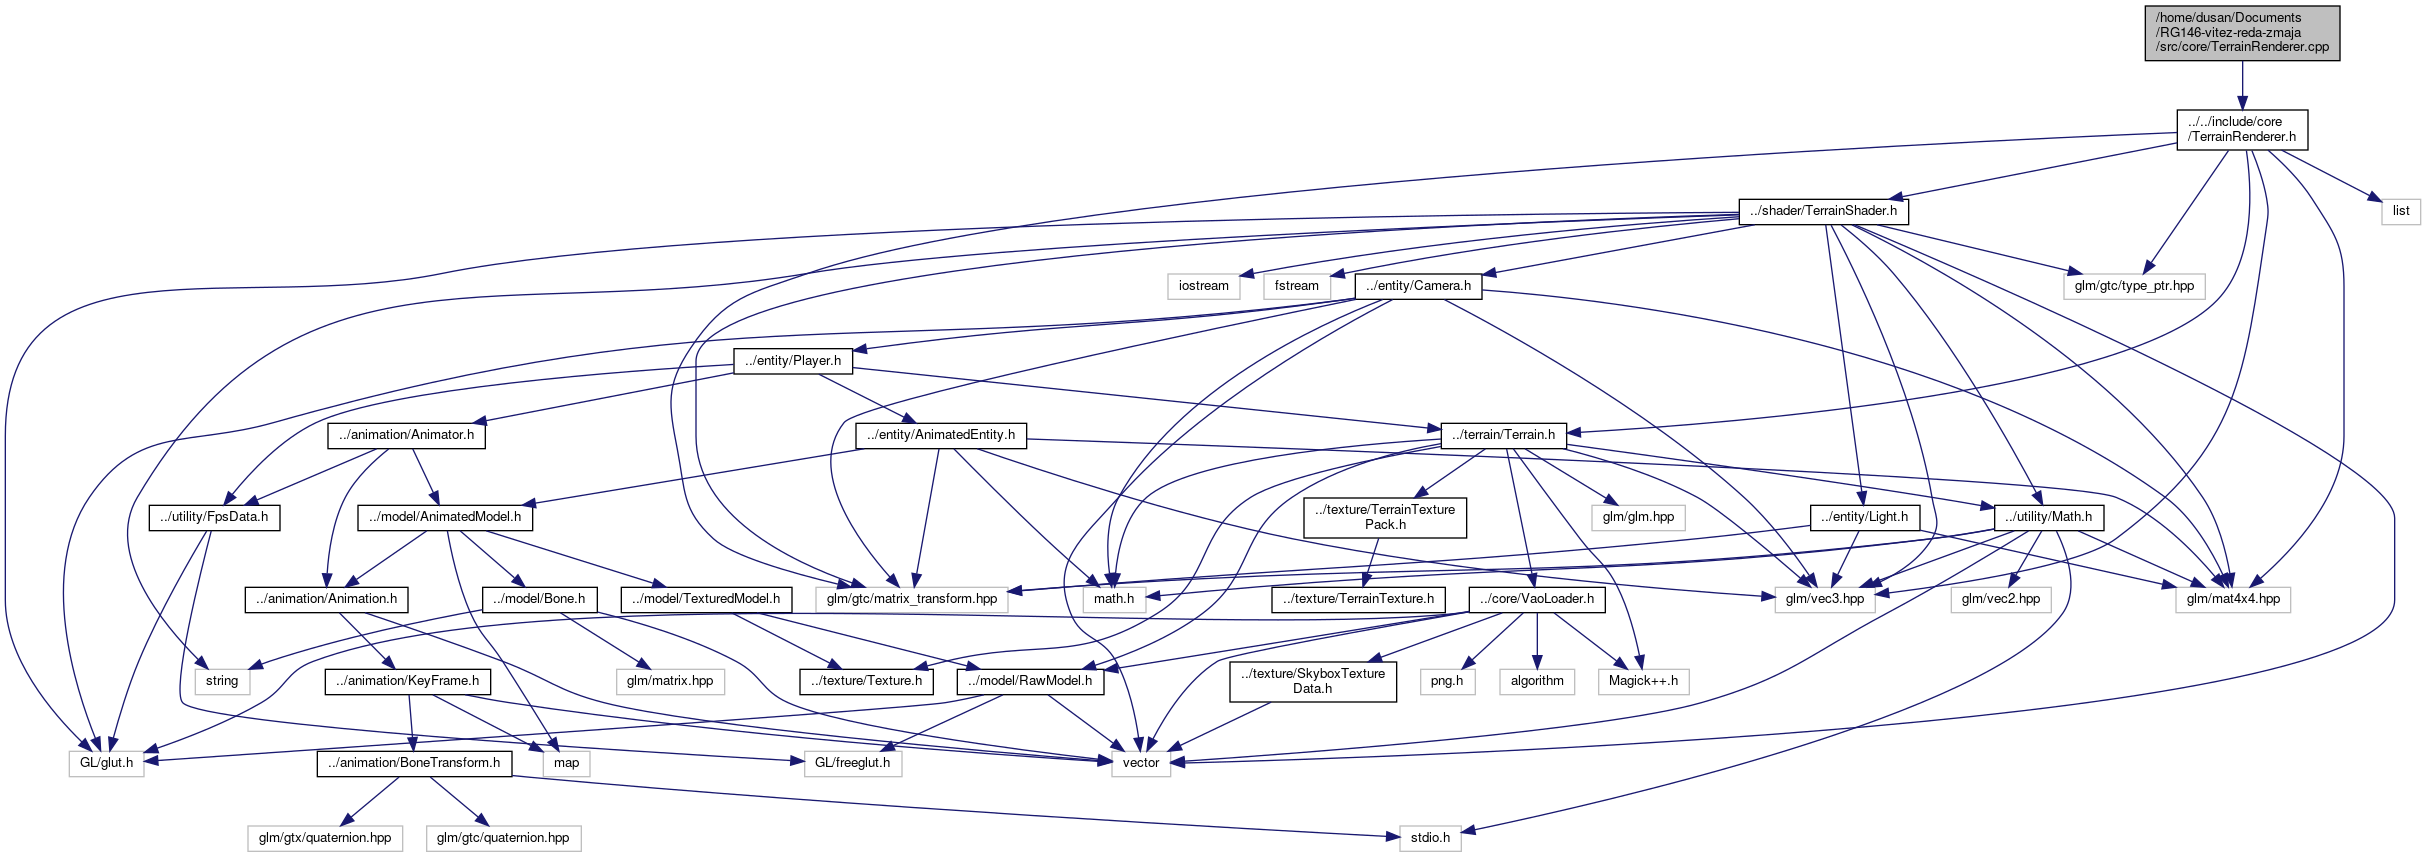 /home/dusan/Documents
/RG146-vitez-reda-zmaja
/src/core/TerrainRenderer.cpp
../../include/core
/TerrainRenderer.h
../shader/TerrainShader.h
list
iostream
fstream
../entity/Camera.h
glm/gtc/type_ptr.hpp
../entity/Player.h
../animation/Animator.h
../entity/AnimatedEntity.h
../terrain/Terrain.h
../utility/FpsData.h
../model/AnimatedModel.h
../texture/TerrainTexture
Pack.h
glm/glm.hpp
../entity/Light.h
../utility/Math.h
../animation/Animation.h
../model/Bone.h
../model/TexturedModel.h
glm/gtc/matrix_transform.hpp
math.h
../texture/TerrainTexture.h
../core/VaoLoader.h
glm/vec3.hpp
glm/vec2.hpp
glm/mat4x4.hpp
string
../animation/KeyFrame.h
glm/matrix.hpp
../texture/Texture.h
../model/RawModel.h
../texture/SkyboxTexture
Data.h
png.h
algorithm
Magick++.h
GL/glut.h
../animation/BoneTransform.h
map
GL/freeglut.h
vector
glm/gtx/quaternion.hpp
glm/gtc/quaternion.hpp
stdio.h